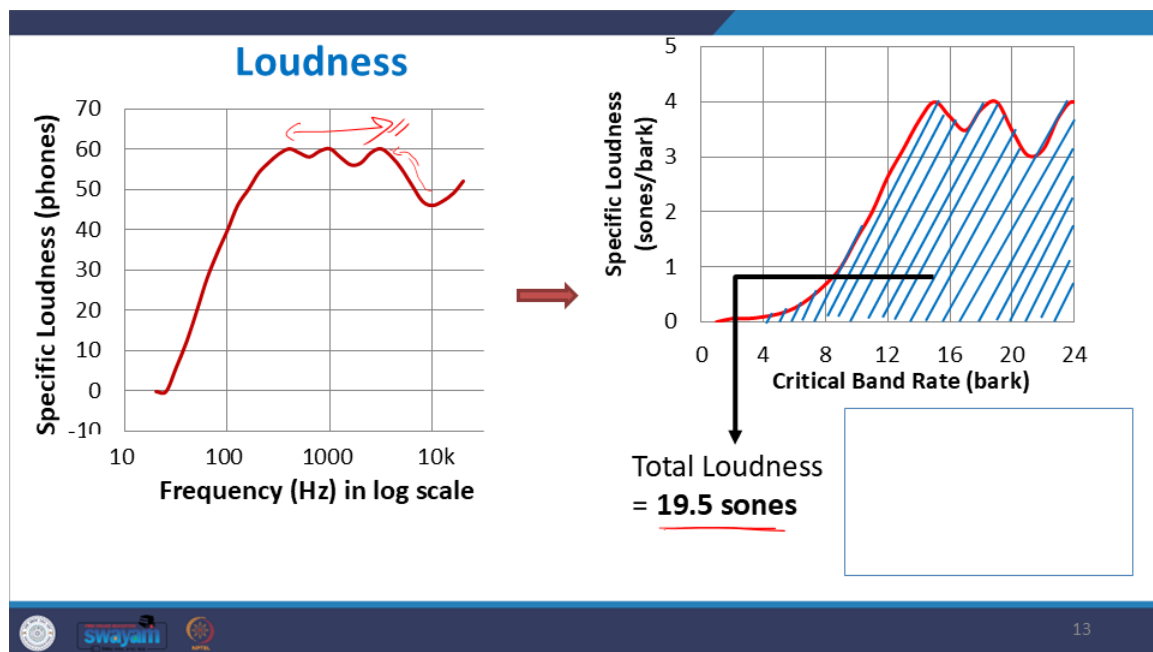 Loudness
Specific Loudness (phones)
70
60
50
40
30
20
10
0
-10
10
100
1000
10k
Frequency (Hz) in log scale
Specific Loudness
(sones/bark)
5
4
3
2
1
0
0
4
8
12
16
20
24
Critical Band Rate (bark)
Total Loudness
= 19.5 sones
swayam
13